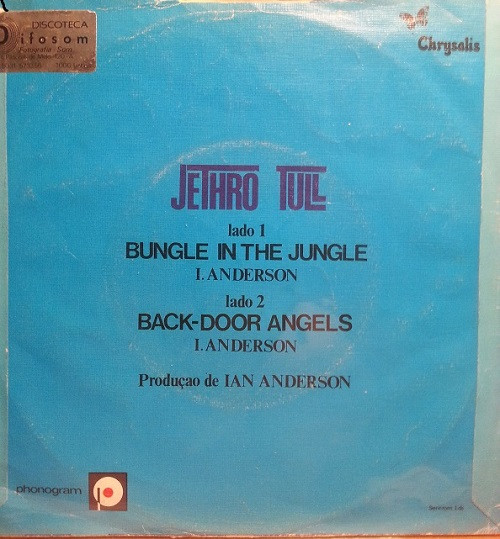 DISCOTECA
ifosom
Chrysalis
JETHRO TULL
lado 1
BUNGLE IN THE JUNGLE
I. ANDERSON
lado 2
BACK-DOOR ANGELS
I. ANDERSON
Produçao de IAN ANDERSON
phonogram